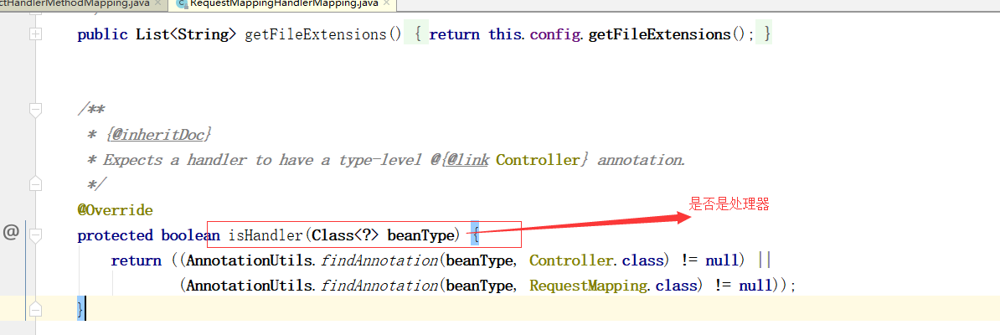 ctHandlerMethodMapping.java RequestMappingHandlerMapping.java
public List<String> getFileExtensions() { return this.config.getFileExtensions(); }
/**
* {@inheritDoc}
* Expects a handler to have a type-level @{@link Controller} annotation.
*/
@Override
是否是处理器
@ protected boolean isHandler(Class<?> beanType) {
return ((AnnotationUtils.findAnnotation(beanType, Controller.class) != null) ||
(AnnotationUtils.findAnnotation(beanType, RequestMapping.class) != null));
}